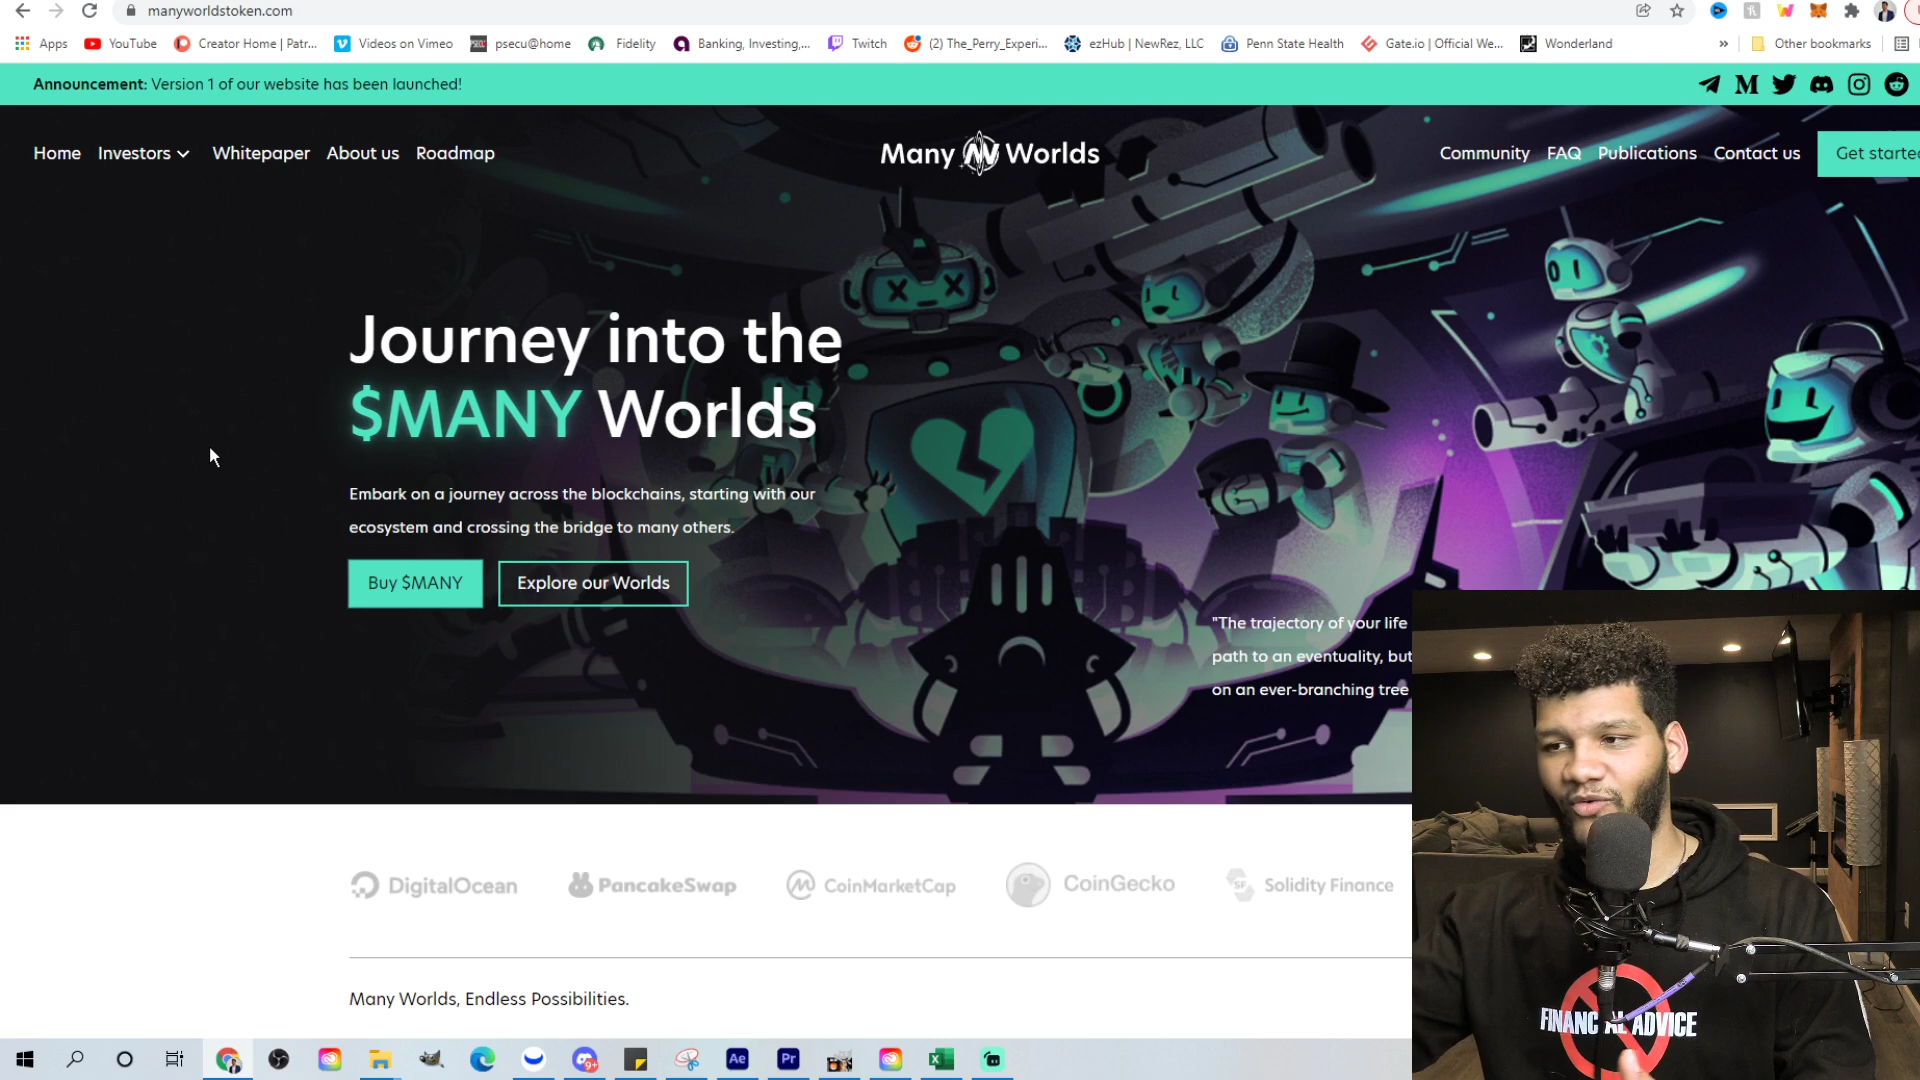 manyworldstoken.com
Apps
YouTube
Creator Home | Patr...
Videos on Vimeo
psecu@home
Fidelity
Banking, Investing,...
Twitch
(2) The_Perry_Experi...
ezHub | NewRez, LLC
Penn State Health
Gate.io | Official We...
Wonderland
»
Other bookmarks
Announcement: Version 1 of our website has been launched!
Home
Investors
Whitepaper
About us
Roadmap
Many Worlds
Community
FAQ
Publications
Contact us
Get starte
Journey into the
$MANY Worlds
Embark on a journey across the blockchains, starting with our
ecosystem and crossing the bridge to many others.
Buy $MANY
Explore our Worlds
"The trajectory of your life
path to an eventuality, but
on an ever-branching tree
DigitalOcean
PancakeSwap
CoinMarketCap
CoinGecko
SF Solidity Finance
Many Worlds, Endless Possibilities.
FINANC AL ADVICE
9+
Ae
Pr